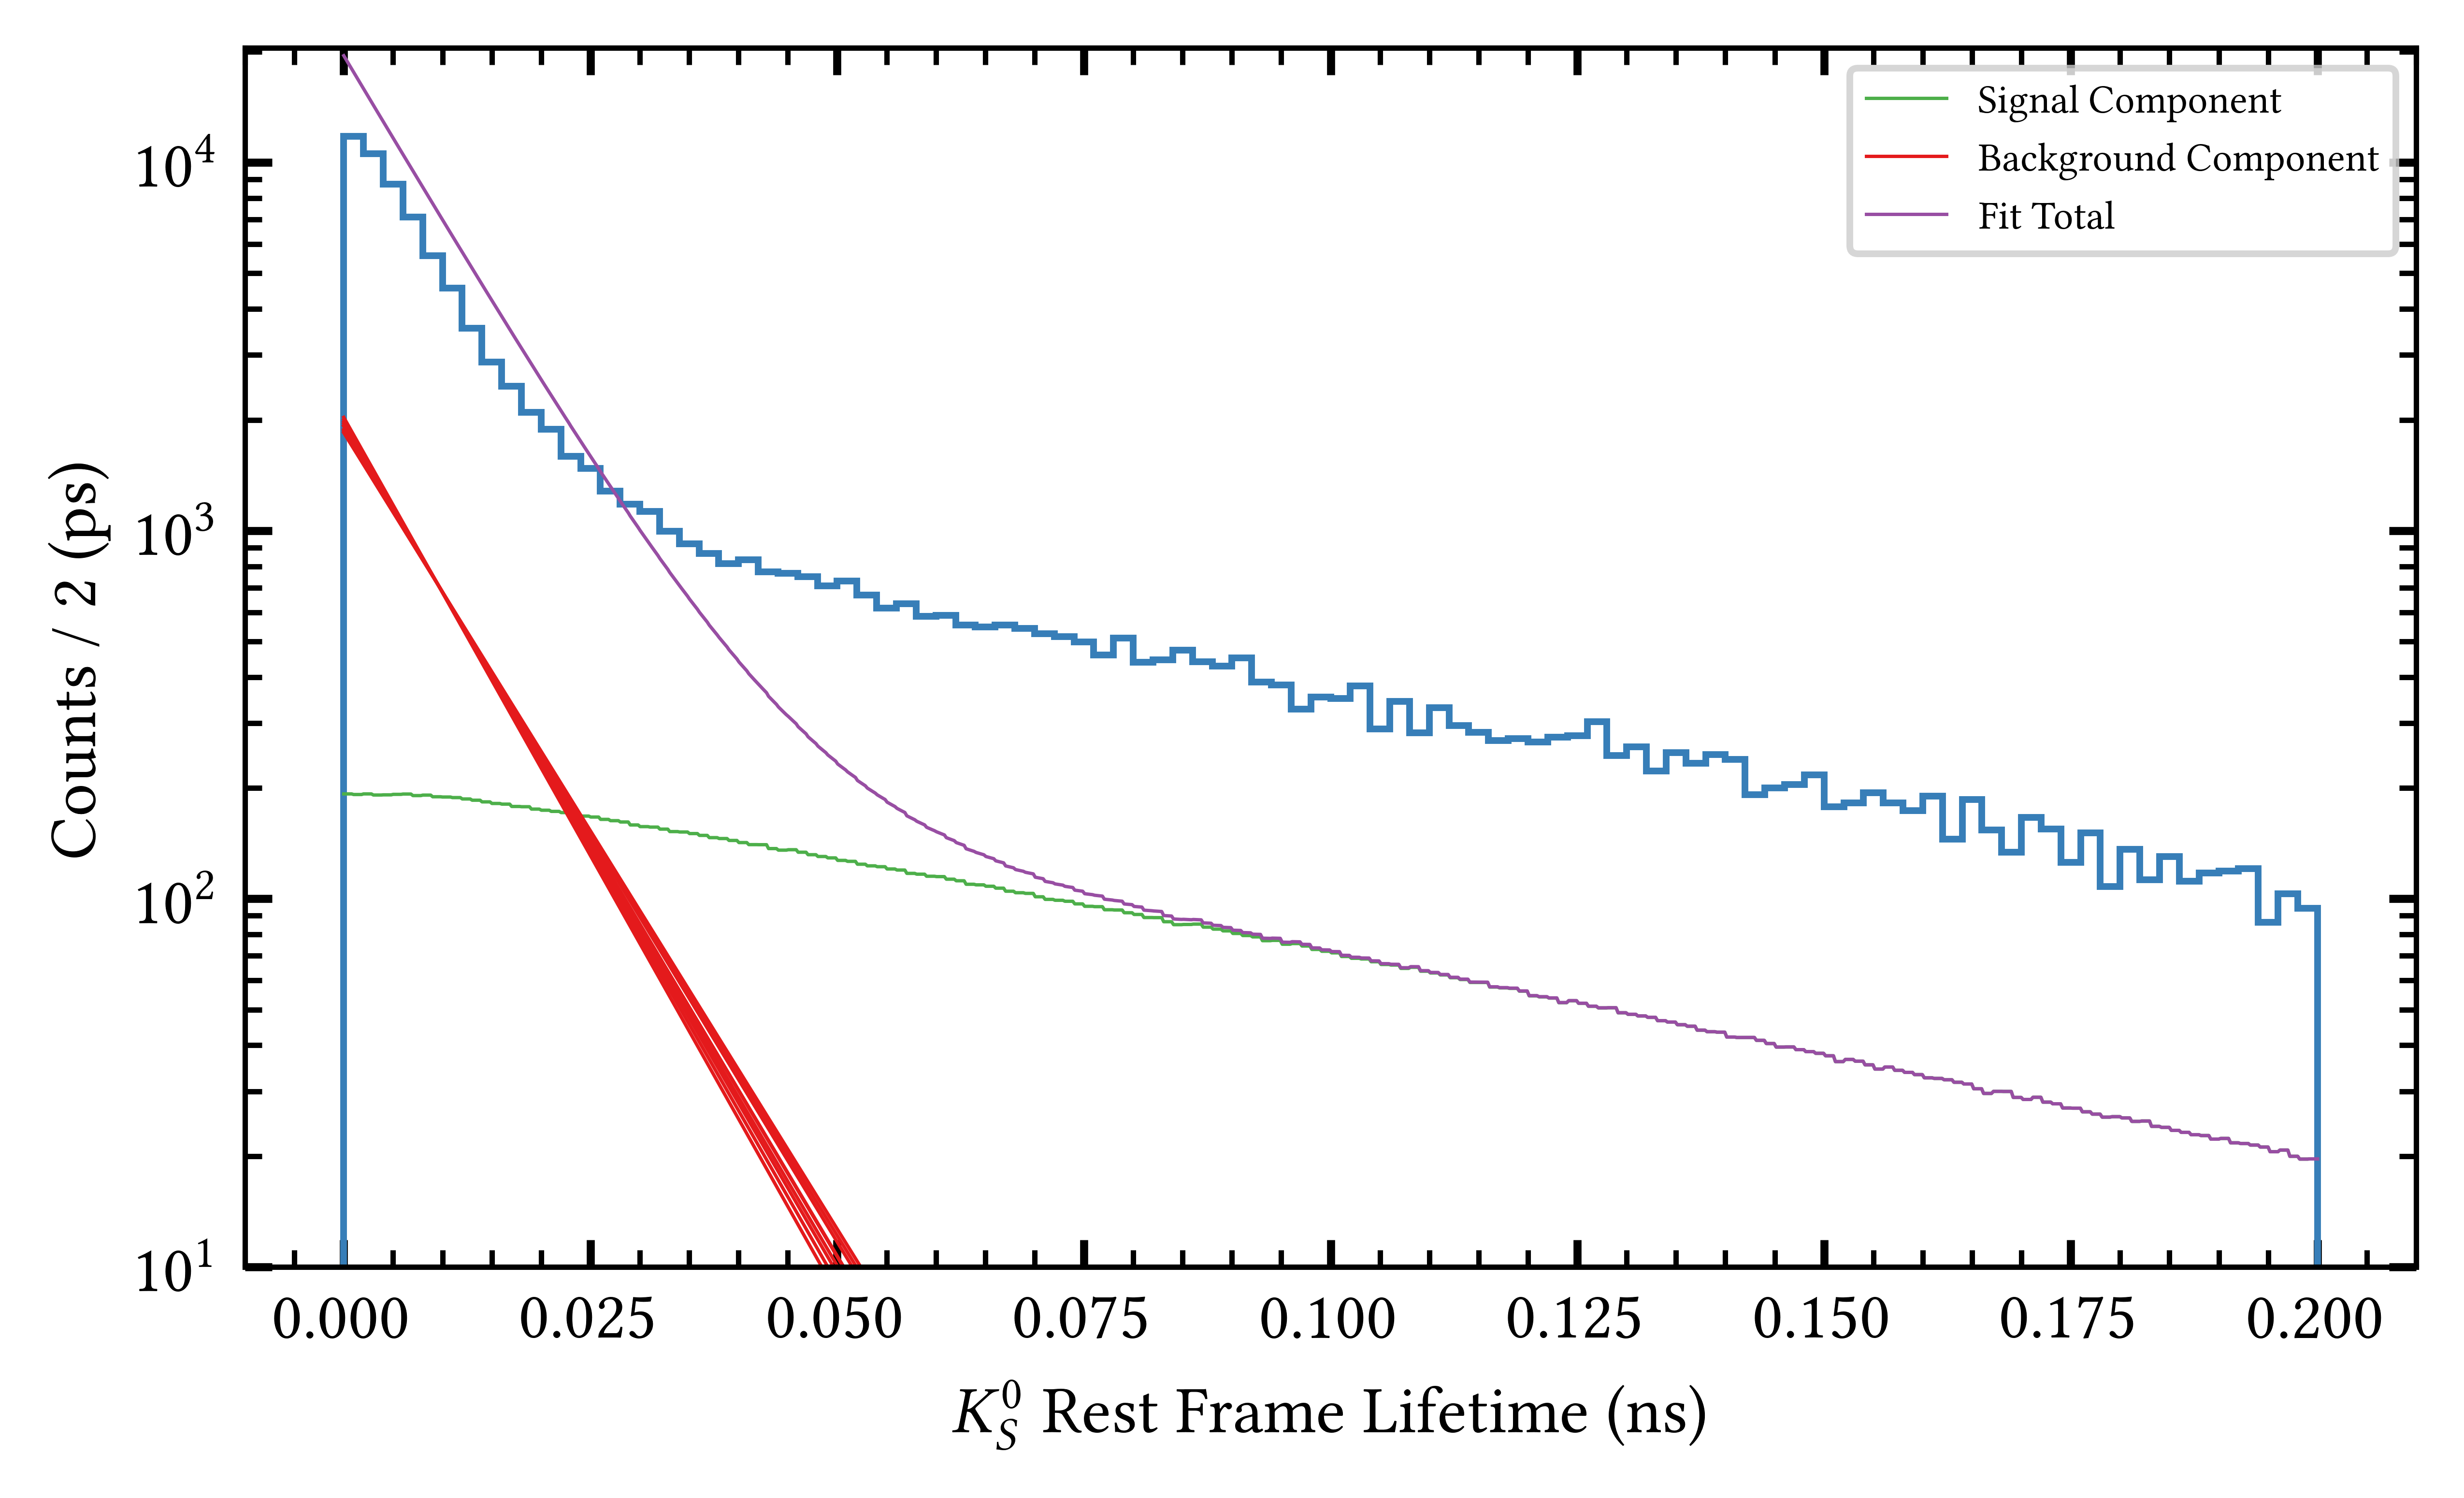 Signal Component
Background Component
Fit Total
Counts / 2 (ps)
10^4
10^3
10^2
10^1
0.000 0.025 0.050 0.075 0.100 0.125 0.150 0.175 0.200
K_S^0 Rest Frame Lifetime (ns)